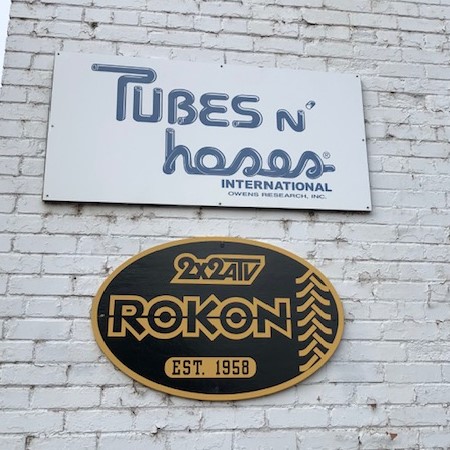 TUBES N'
hoses®
INTERNATIONAL
OWENS RESEARCH, INC.
2x2ATV
ROKON
EST. 1958